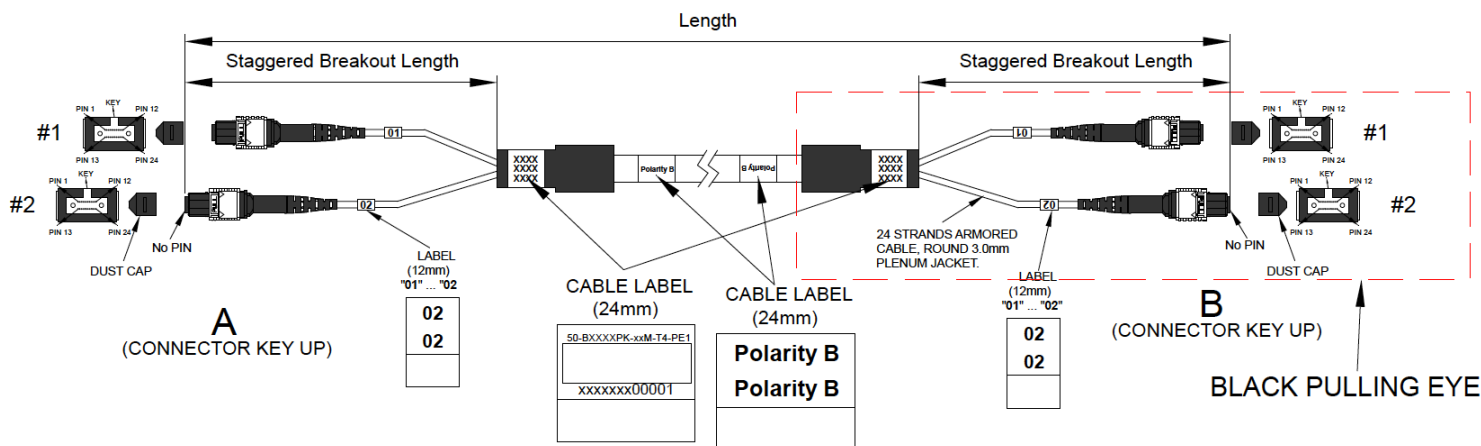 Length
Staggered Breakout Length
Staggered Breakout Length
PIN 1
KEY
PIN 12
#1
PIN 13
PIN 24
01
PIN 1
KEY
PIN 12
#2
PIN 13
PIN 24
02
No PIN
DUST CAP
XXXX
XXXX
XXXX
Polarity B
Polarity B
XXXX
XXXX
XXXX
01
PIN 1
KEY
PIN 12
#1
PIN 13
PIN 24
02
PIN 1
KEY
PIN 12
#2
PIN 13
PIN 24
No PIN
DUST CAP
24 STRANDS ARMORED
CABLE, ROUND 3.0mm
PLENUM JACKET.
LABEL
(12mm)
"01" ... "02
02
02
A
(CONNECTOR KEY UP)
CABLE LABEL
(24mm)
50-BXXXXPK-xxM-T4-PE1
xxxxxxx00001
CABLE LABEL
(24mm)
Polarity B
Polarity B
LABEL
(12mm)
"01" ... "02"
02
02
B
(CONNECTOR KEY UP)
BLACK PULLING EYE